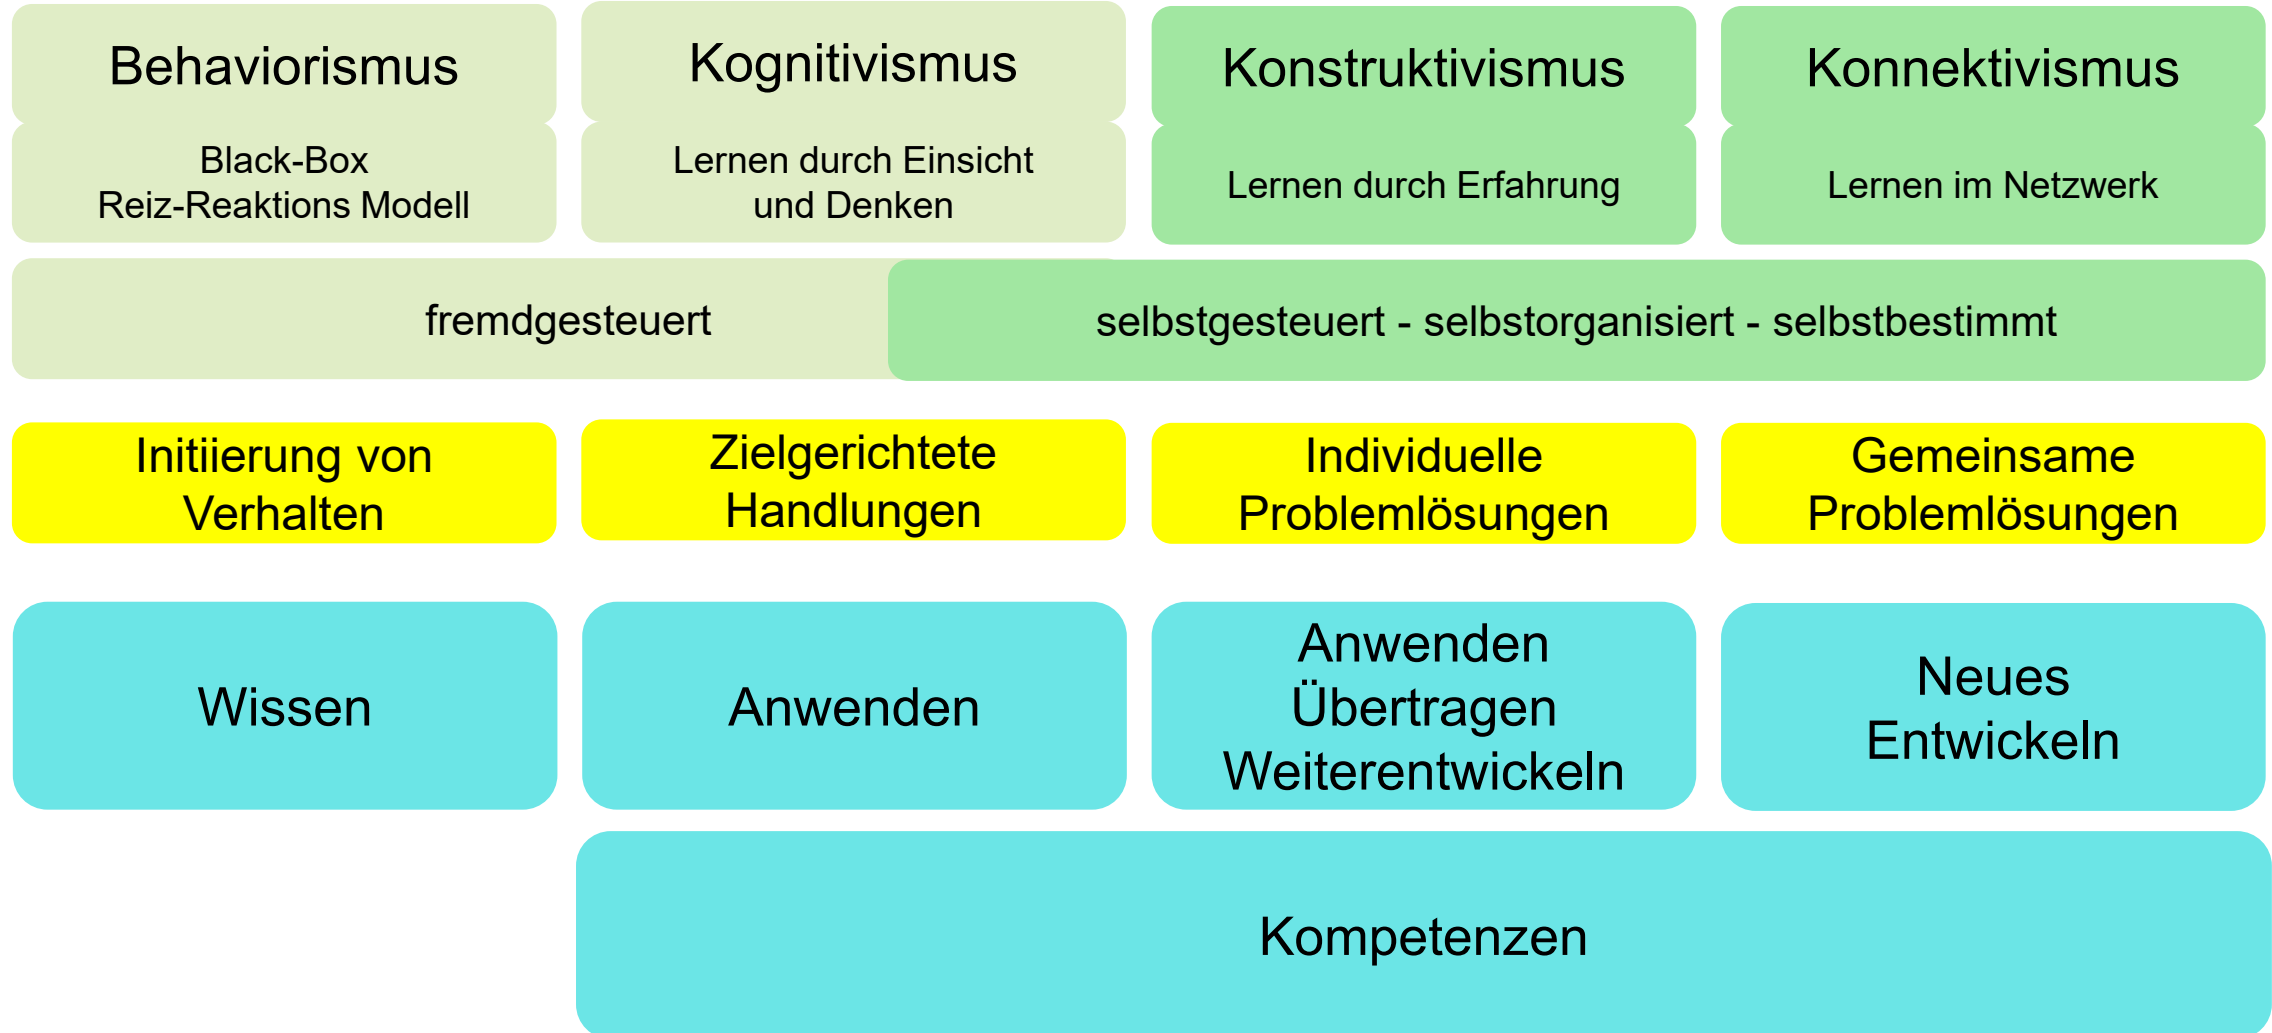 Behaviorismus
Kognitivismus
Konstruktivismus
Konnektivismus
Black-Box
Reiz-Reaktions Modell
Lernen durch Einsicht
und Denken
Lernen durch Erfahrung
Lernen im Netzwerk
fremdgesteuert
selbstgesteuert - selbstorganisiert - selbstbestimmt
Initiierung von
Verhalten
Zielgerichtete
Handlungen
Individuelle
Problemlösungen
Gemeinsame
Problemlösungen
Wissen
Anwenden
Anwenden
Übertragen
Weiterentwickeln
Neues
Entwickeln
Kompetenzen